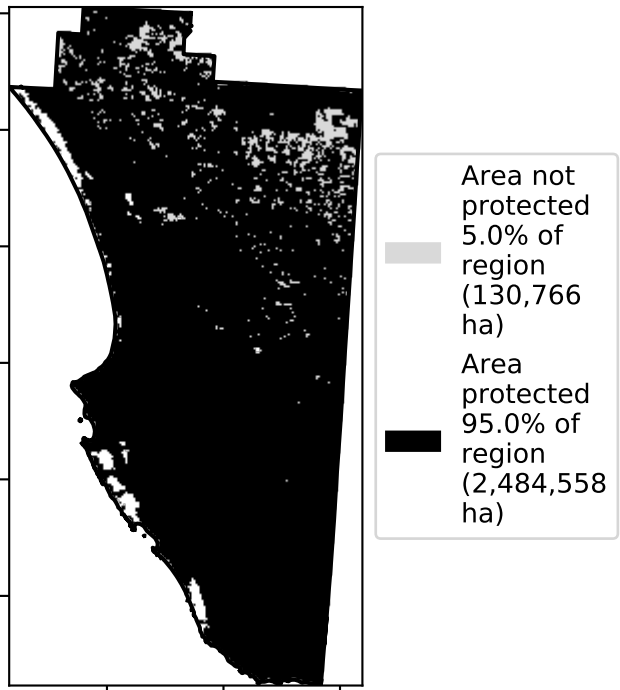 Area not
protected
5.0% of
region
(130,766
ha)
Area
protected
95.0% of
region
(2,484,558
ha)